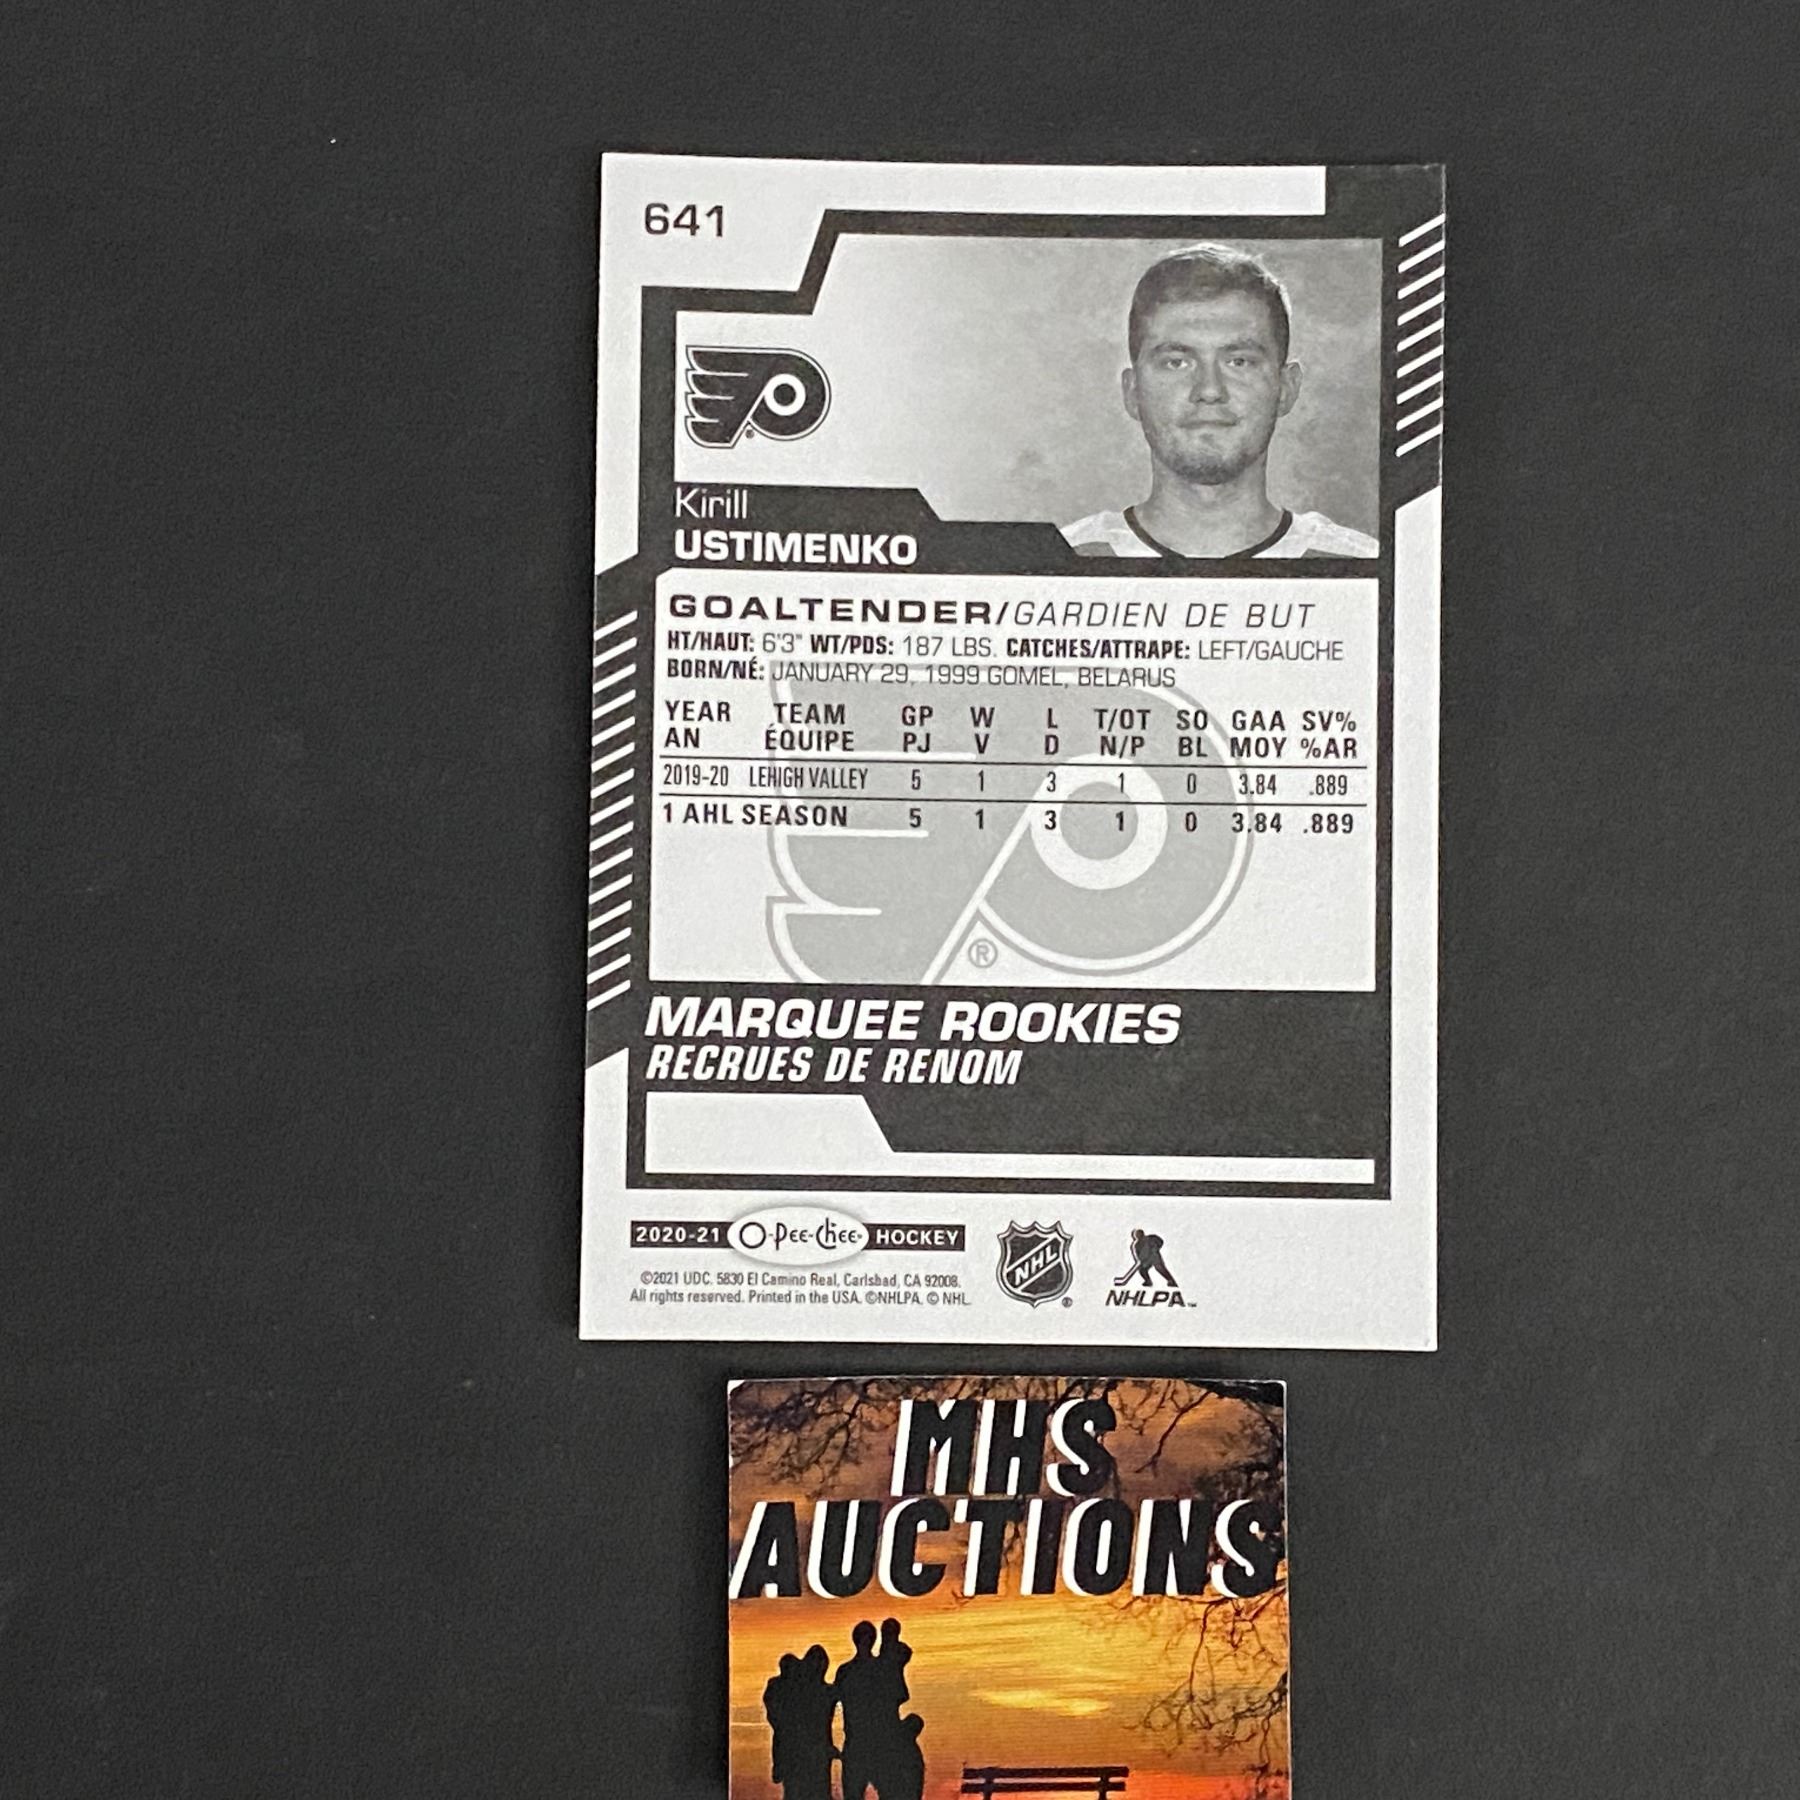 641
Kirill
USTIMENKO
GOALTENDER/GARDIEN DE BUT
HT/HAUT: 6'3" WT/PDS: 187 LBS. CATCHES/ATTRAPE: LEFT/GAUCHE
BORN/NÉ: JANUARY 29, 1999 GOMEL, BELARUS
YEAR TEAM GP W L T/OT SO GAA SV%
AN ÉQUIPE PJ V D N/P BL MOY %AR
2019-20 LEHIGH VALLEY 5 1 3 1 0 3.84 .889
1 AHL SEASON 5 1 3 1 0 3.84 .889
®
MARQUEE ROOKIES
RECRUES DE RENOM
2020-21 O-Pee-Chee HOCKEY
©2021 UDC. 5830 El Camino Real, Carlsbad, CA 92008.
All rights reserved. Printed in the USA. ©NHLPA. © NHL.
NHL ®
NHLPA™
MHS
AUCTIONS